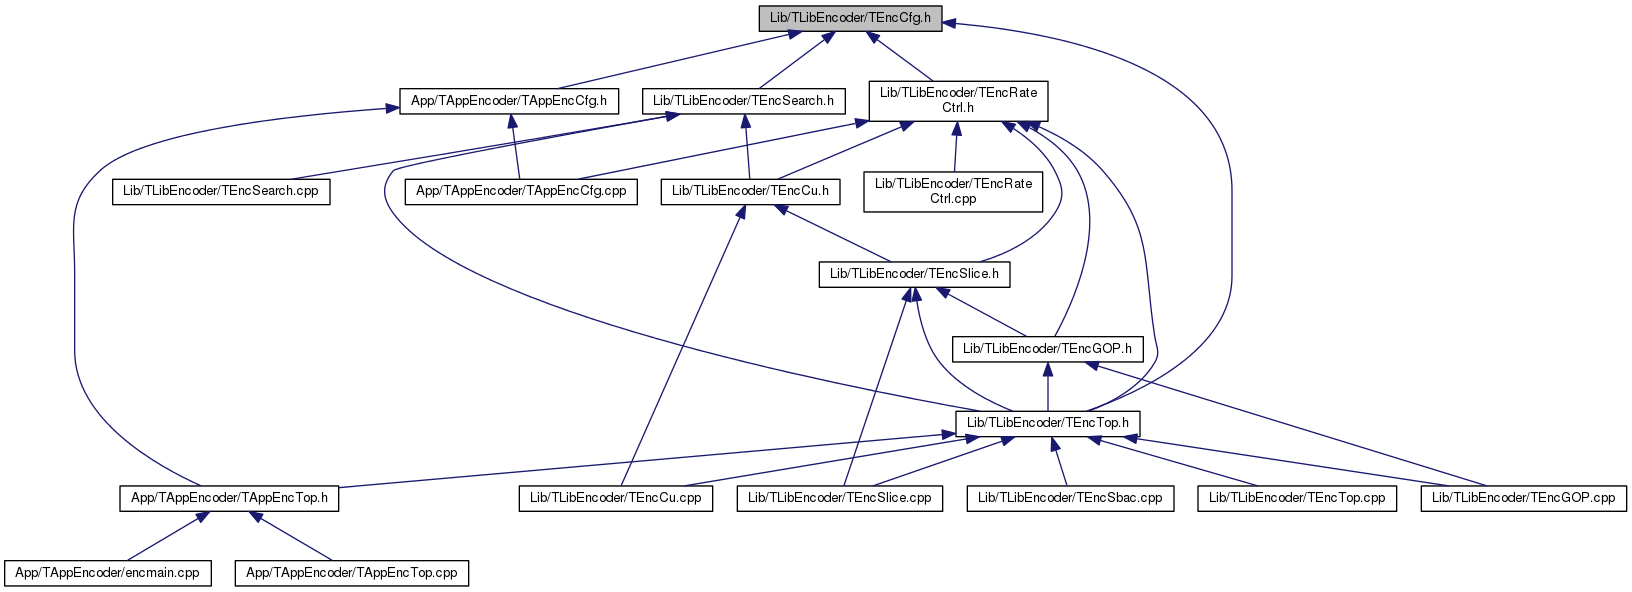 Lib/TLibEncoder/TEncCfg.h
App/TAppEncoder/TAppEncCfg.h
Lib/TLibEncoder/TEncSearch.h
Lib/TLibEncoder/TEncRate
Ctrl.h
Lib/TLibEncoder/TEncSearch.cpp
App/TAppEncoder/TAppEncCfg.cpp
Lib/TLibEncoder/TEncCu.h
Lib/TLibEncoder/TEncRate
Ctrl.cpp
Lib/TLibEncoder/TEncSlice.h
Lib/TLibEncoder/TEncGOP.h
Lib/TLibEncoder/TEncTop.h
App/TAppEncoder/TAppEncTop.h
Lib/TLibEncoder/TEncCu.cpp
Lib/TLibEncoder/TEncSlice.cpp
Lib/TLibEncoder/TEncSbac.cpp
Lib/TLibEncoder/TEncTop.cpp
Lib/TLibEncoder/TEncGOP.cpp
App/TAppEncoder/encmain.cpp
App/TAppEncoder/TAppEncTop.cpp